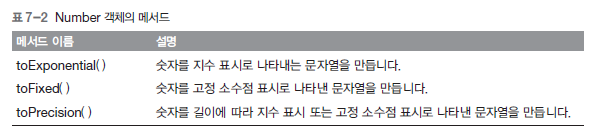 표 7-2 Number 객체의 메서드
메서드 이름 설명
toExponential( ) 숫자를 지수 표시로 나타내는 문자열을 만듭니다.
toFixed( ) 숫자를 고정 소수점 표시로 나타낸 문자열을 만듭니다.
toPrecision( ) 숫자를 길이에 따라 지수 표시 또는 고정 소수점 표시로 나타낸 문자열을 만듭니다.